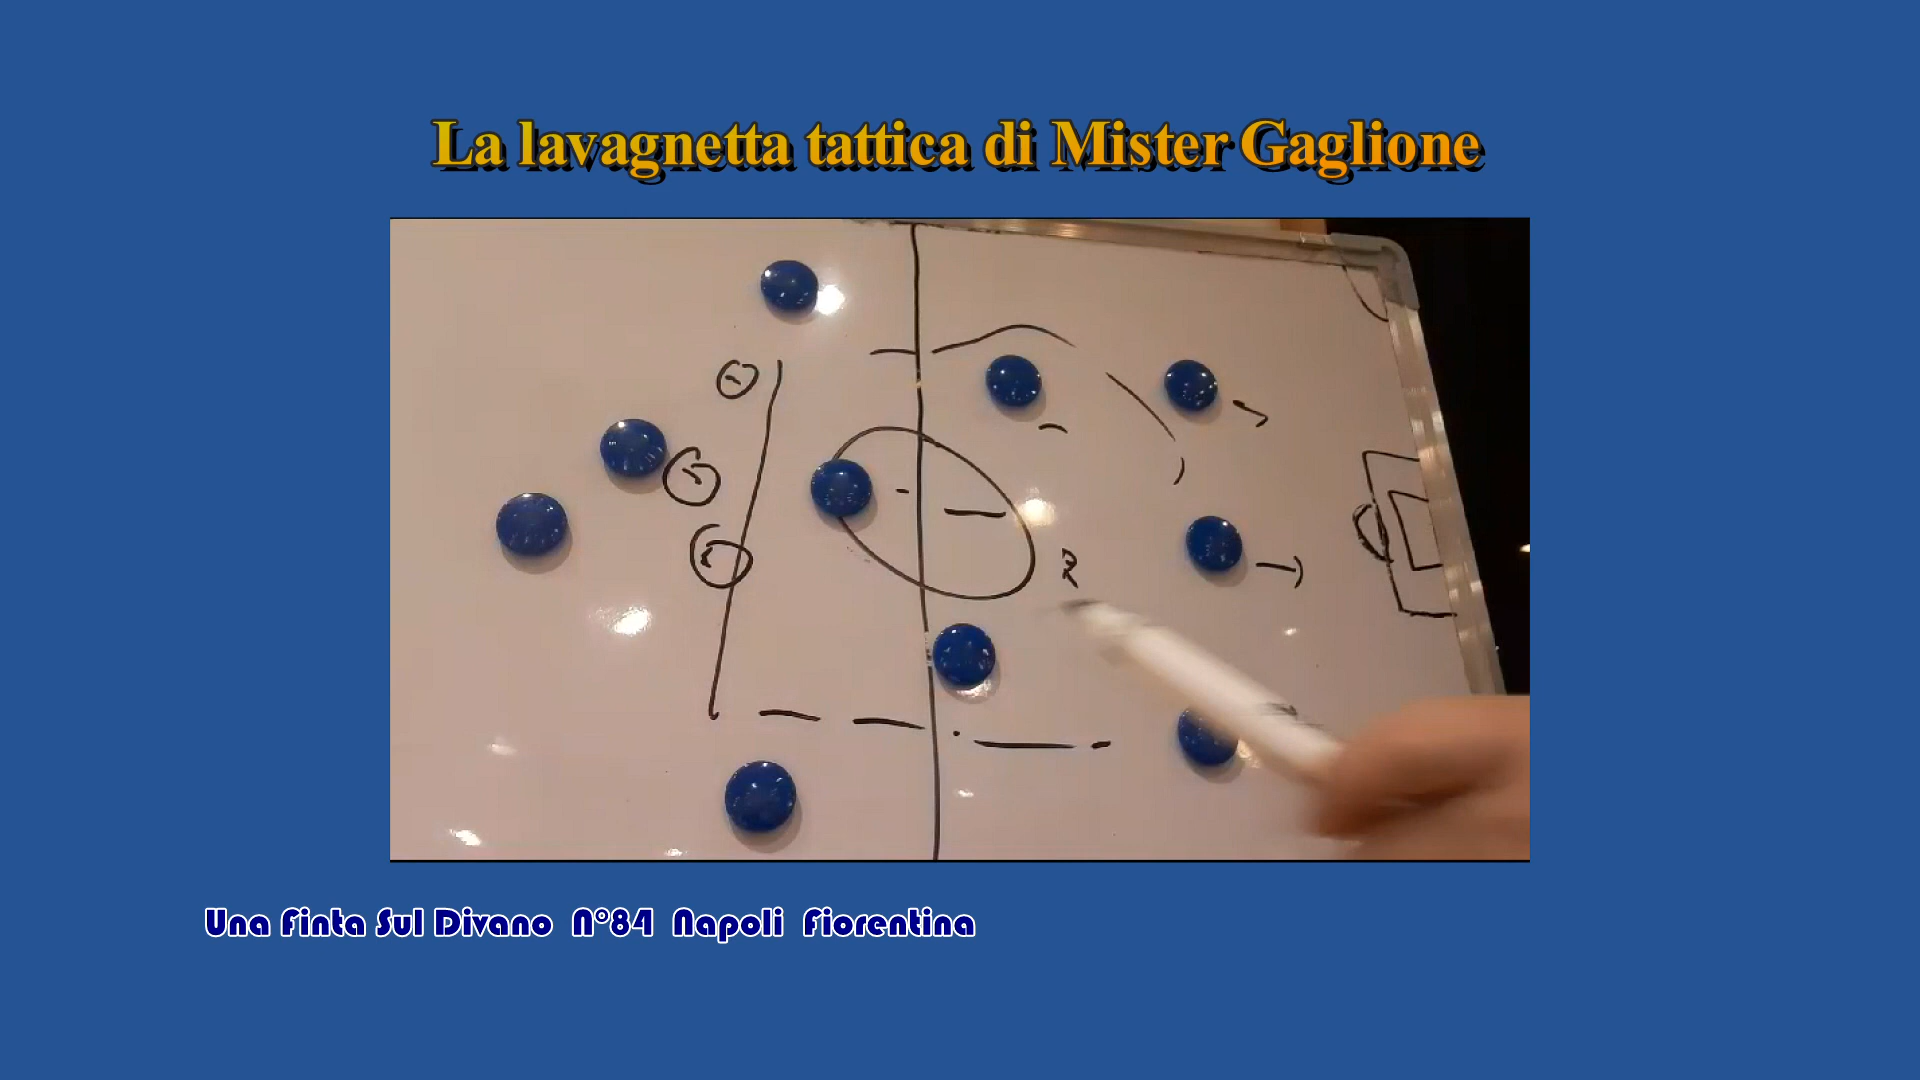 La lavagnetta tattica di Mister Gaglione
R
Una Finta Sul Divano N°84 Napoli Fiorentina